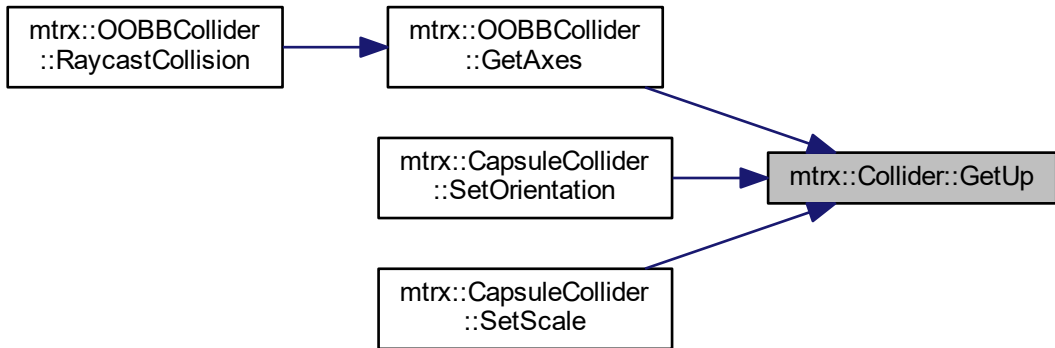 mtrx::OOBBCollider
::RaycastCollision
mtrx::OOBBCollider
::GetAxes
mtrx::CapsuleCollider
::SetOrientation
mtrx::Collider::GetUp
mtrx::CapsuleCollider
::SetScale